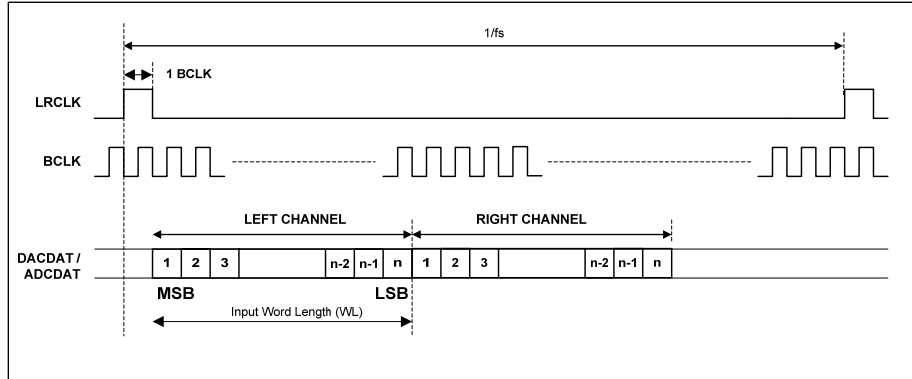 1/fs
1 BCLK
LRCLK
BCLK
LEFT CHANNEL
RIGHT CHANNEL
DACDAT /
ADCDAT
1 2 3 n-2 n-1 n 1 2 3 n-2 n-1 n
MSB LSB
Input Word Length (WL)